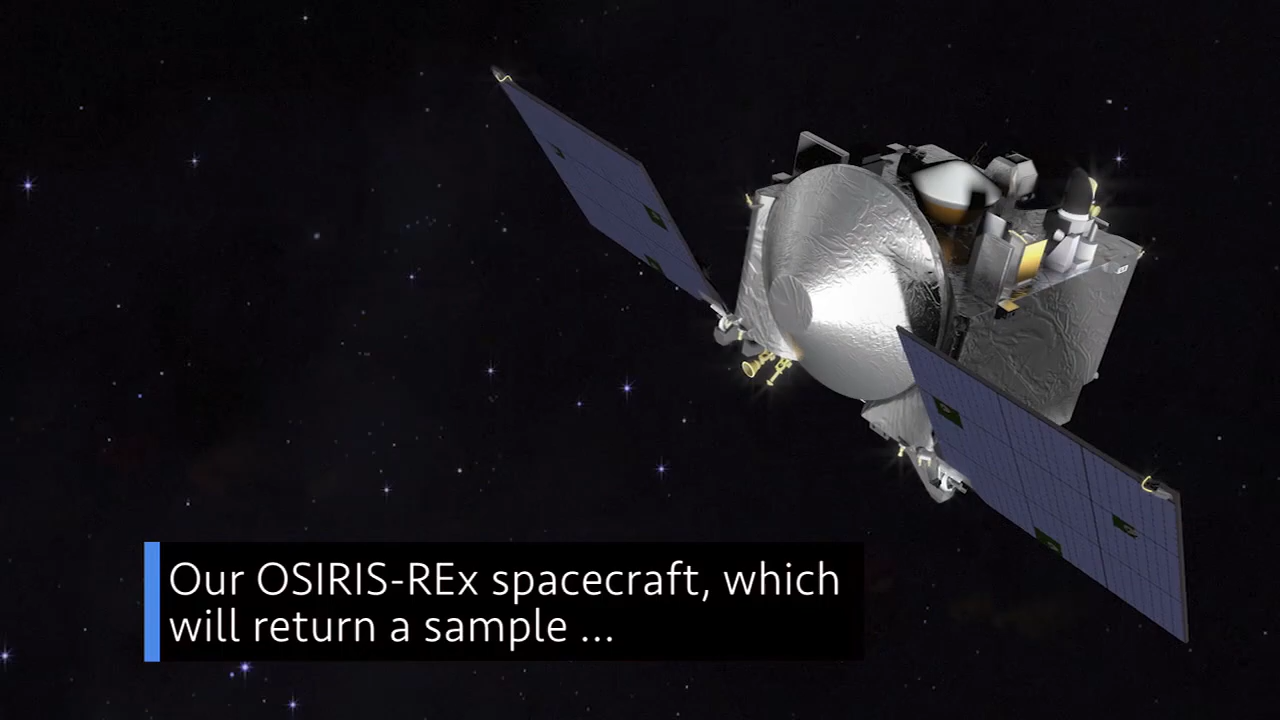 Our OSIRIS-REx spacecraft, which
will return a sample ...